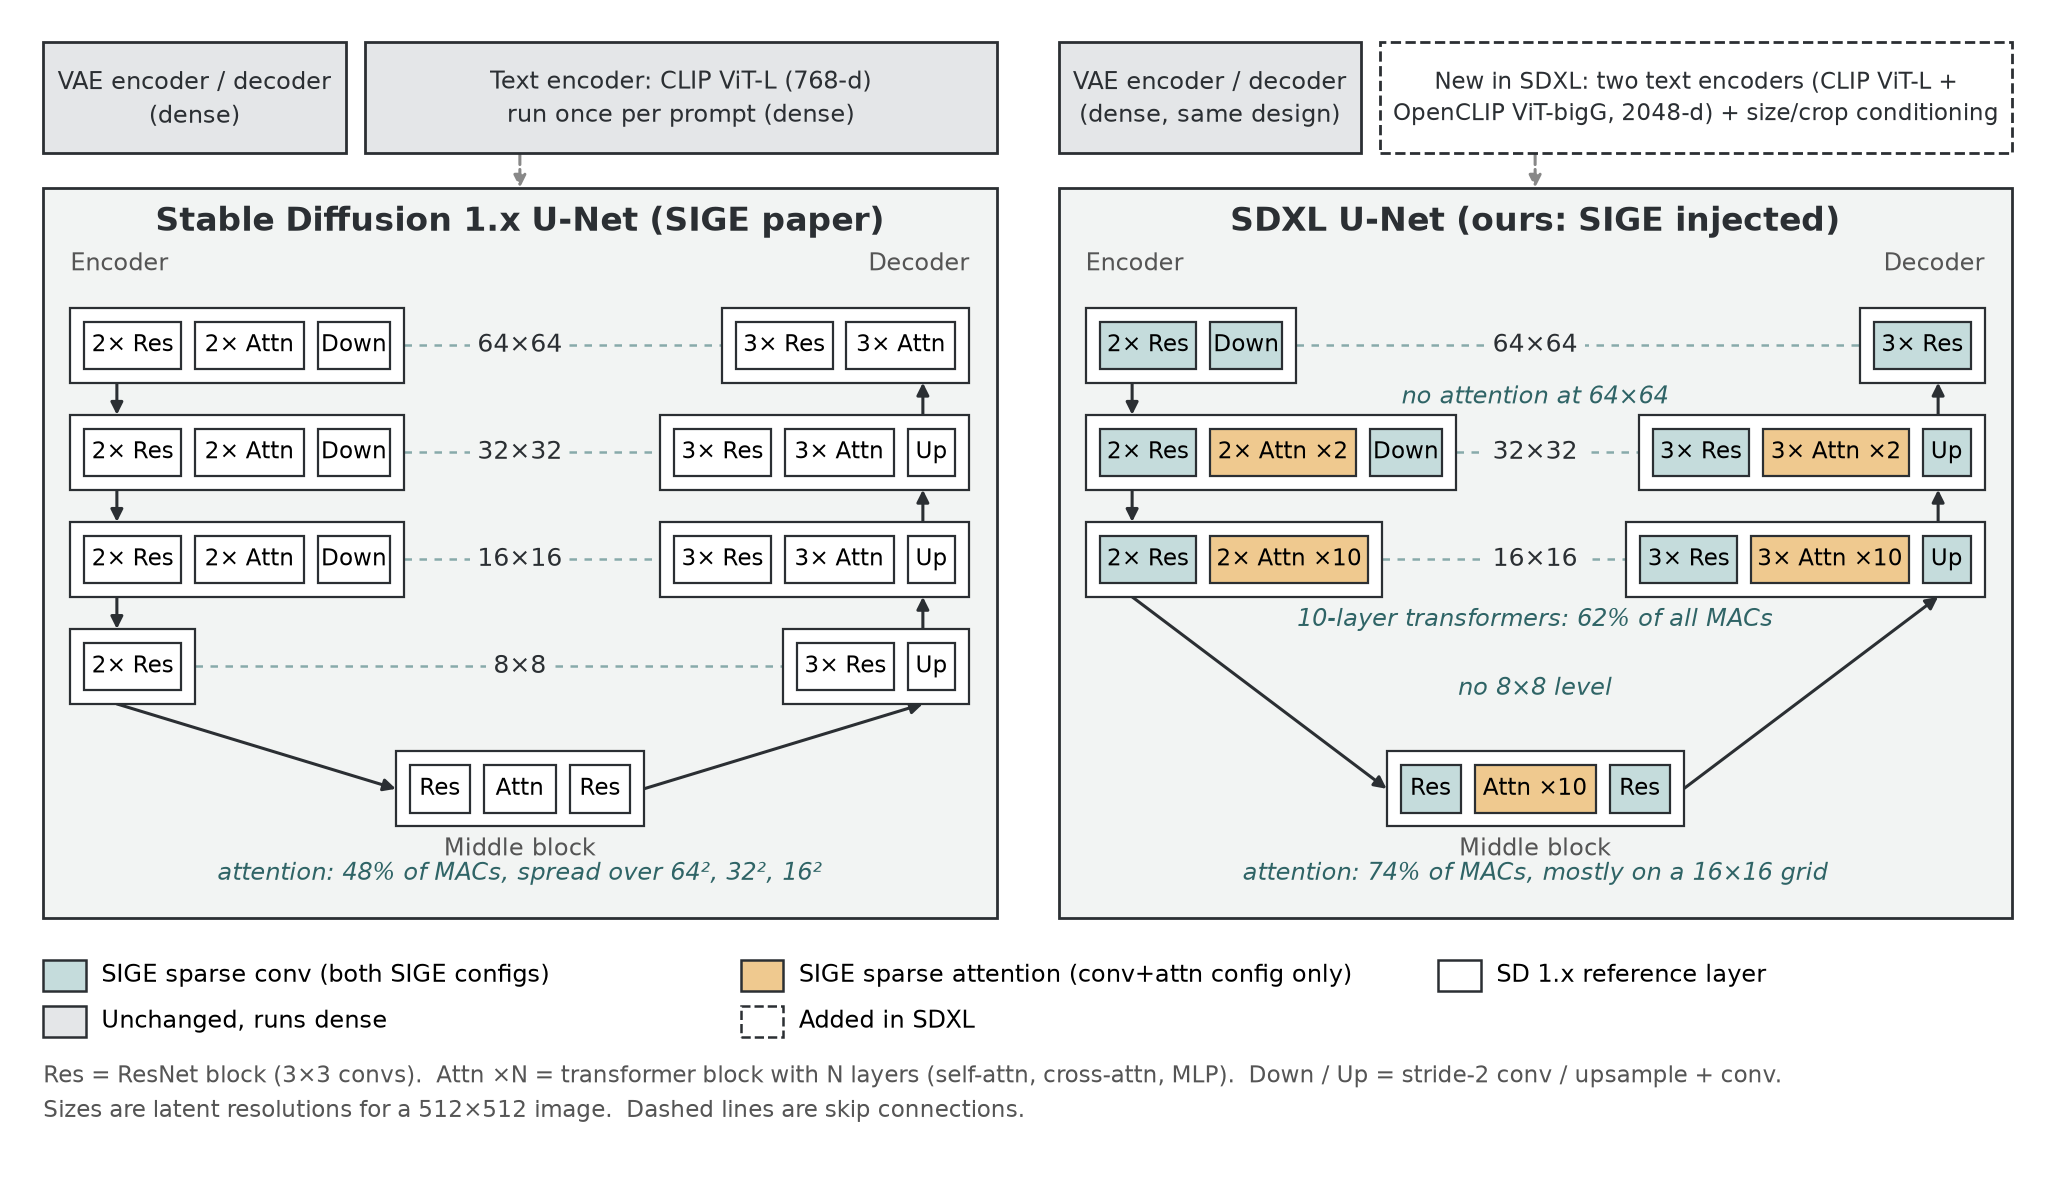 VAE encoder / decoder
(dense)
Text encoder: CLIP ViT-L (768-d)
run once per prompt (dense)
VAE encoder / decoder
(dense, same design)
New in SDXL: two text encoders (CLIP ViT-L +
OpenCLIP ViT-bigG, 2048-d) + size/crop conditioning
Stable Diffusion 1.x U-Net (SIGE paper)
Encoder
Decoder
2× Res
2× Attn
Down
64×64
3× Res
3× Attn
2× Res
2× Attn
Down
32×32
3× Res
3× Attn
Up
2× Res
2× Attn
Down
16×16
3× Res
3× Attn
Up
2× Res
8×8
3× Res
Up
Res
Attn
Res
Middle block
attention: 48% of MACs, spread over 64², 32², 16²
SDXL U-Net (ours: SIGE injected)
Encoder
Decoder
2× Res
Down
64×64
3× Res
no attention at 64×64
2× Res
2× Attn ×2
Down
32×32
3× Res
3× Attn ×2
Up
2× Res
2× Attn ×10
16×16
3× Res
3× Attn ×10
Up
10-layer transformers: 62% of all MACs
no 8×8 level
Res
Attn ×10
Res
Middle block
attention: 74% of MACs, mostly on a 16×16 grid
SIGE sparse conv (both SIGE configs)
SIGE sparse attention (conv+attn config only)
SD 1.x reference layer
Unchanged, runs dense
Added in SDXL
Res = ResNet block (3×3 convs).  Attn ×N = transformer block with N layers (self-attn, cross-attn, MLP).  Down / Up = stride-2 conv / upsample + conv.
Sizes are latent resolutions for a 512×512 image.  Dashed lines are skip connections.